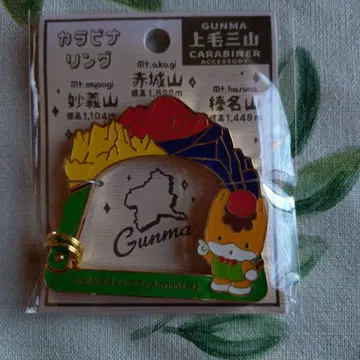 カラビナ
リング
GUNMA
上毛三山
CARABINER
ACCESSORY
Mt.akagi
赤城山
標高1,828m
Mt.myougi
妙義山
標高1,104m
Mt.haruna
榛名山
標高1,449m
Gunma